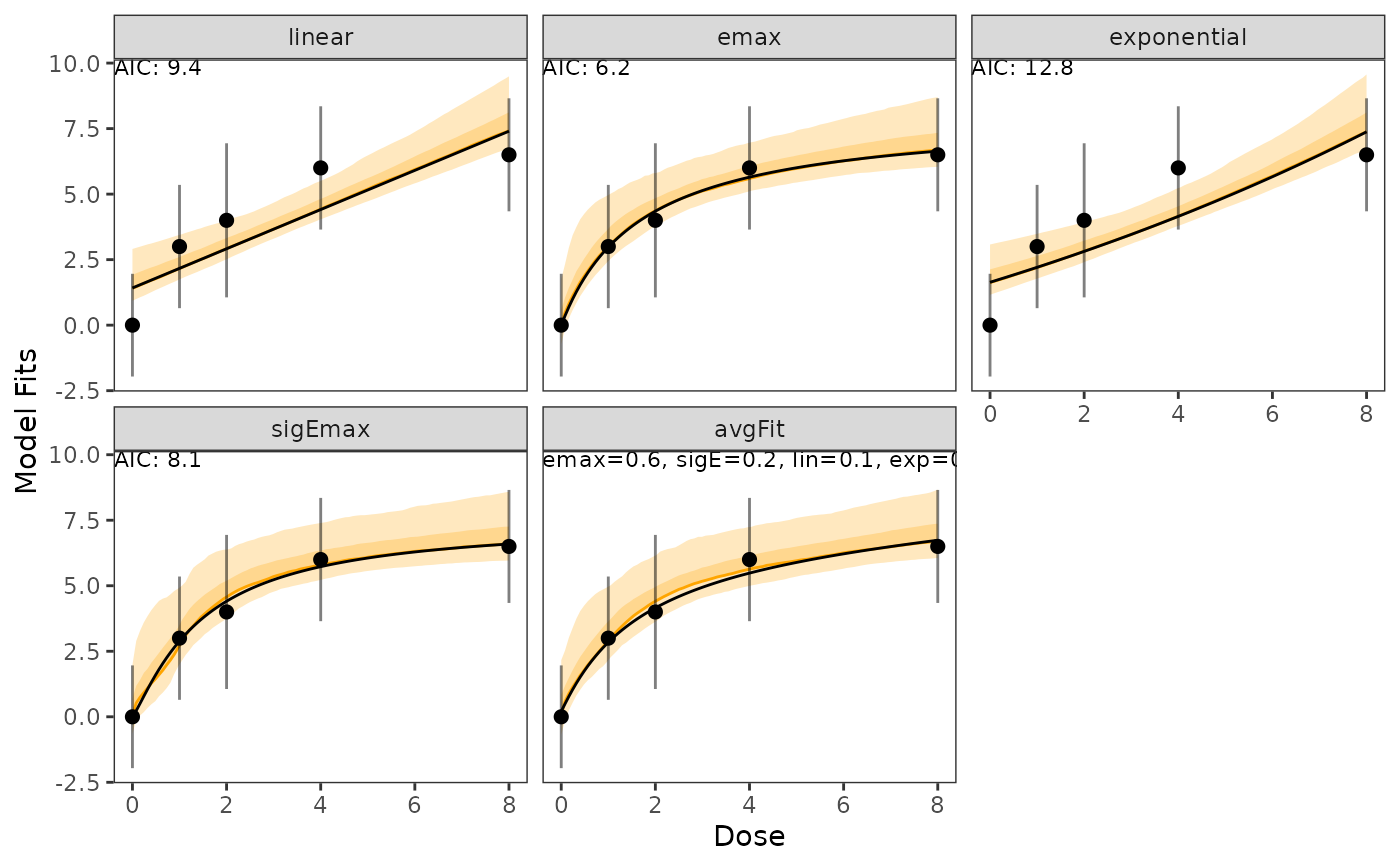 linear
emax
exponential
AIC: 9.4
AIC: 6.2
AIC: 12.8
10.0
7.5
5.0
2.5
0.0
-2.5
0 2 4 6 8
Model Fits
sigEmax
avgFit
AIC: 8.1
emax=0.6, sigE=0.2, lin=0.1, exp=
10.0
7.5
5.0
2.5
0.0
-2.5
0 2 4 6 8
0 2 4 6 8
Dose